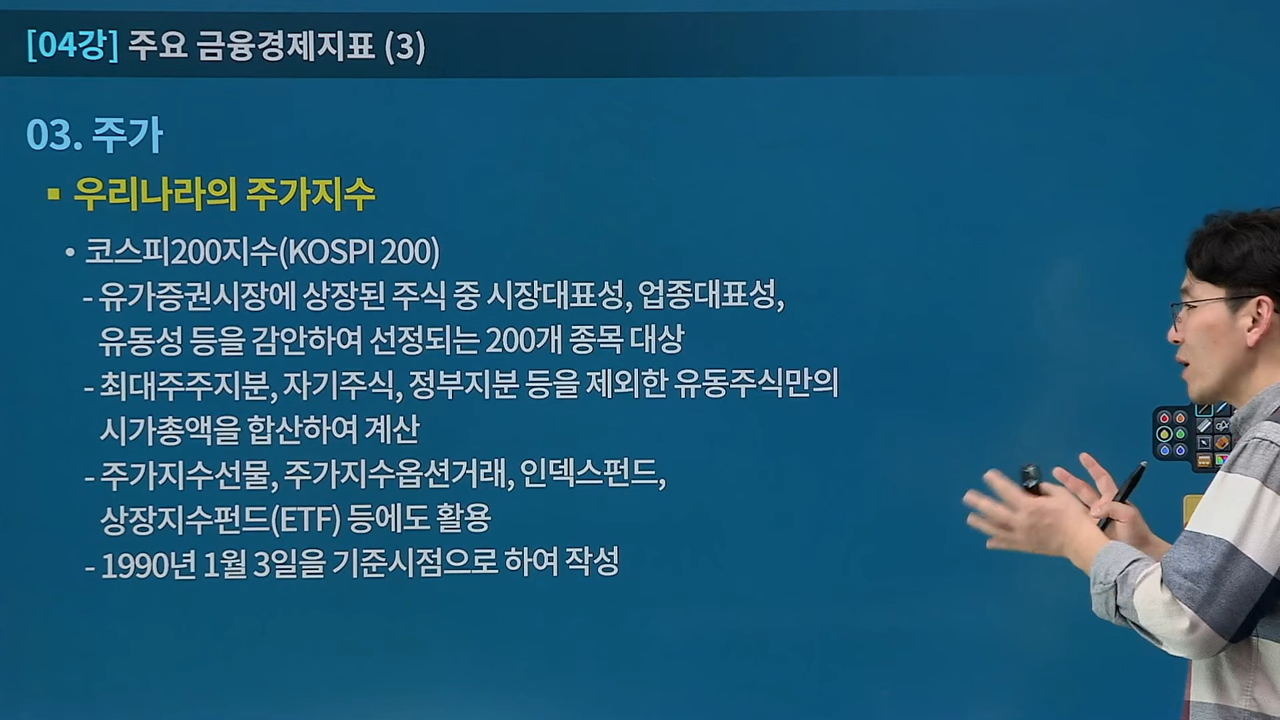 [04강] 주요 금융경제지표 (3)
03. 주가
▪ 우리나라의 주가지수
• 코스피200지수(KOSPI 200)
- 유가증권시장에 상장된 주식 중 시장대표성, 업종대표성,
유동성 등을 감안하여 선정되는 200개 종목 대상
- 최대주주지분, 자기주식, 정부지분 등을 제외한 유동주식만의
시가총액을 합산하여 계산
- 주가지수선물, 주가지수옵션거래, 인덱스펀드,
상장지수펀드(ETF) 등에도 활용
- 1990년 1월 3일을 기준시점으로 하여 작성